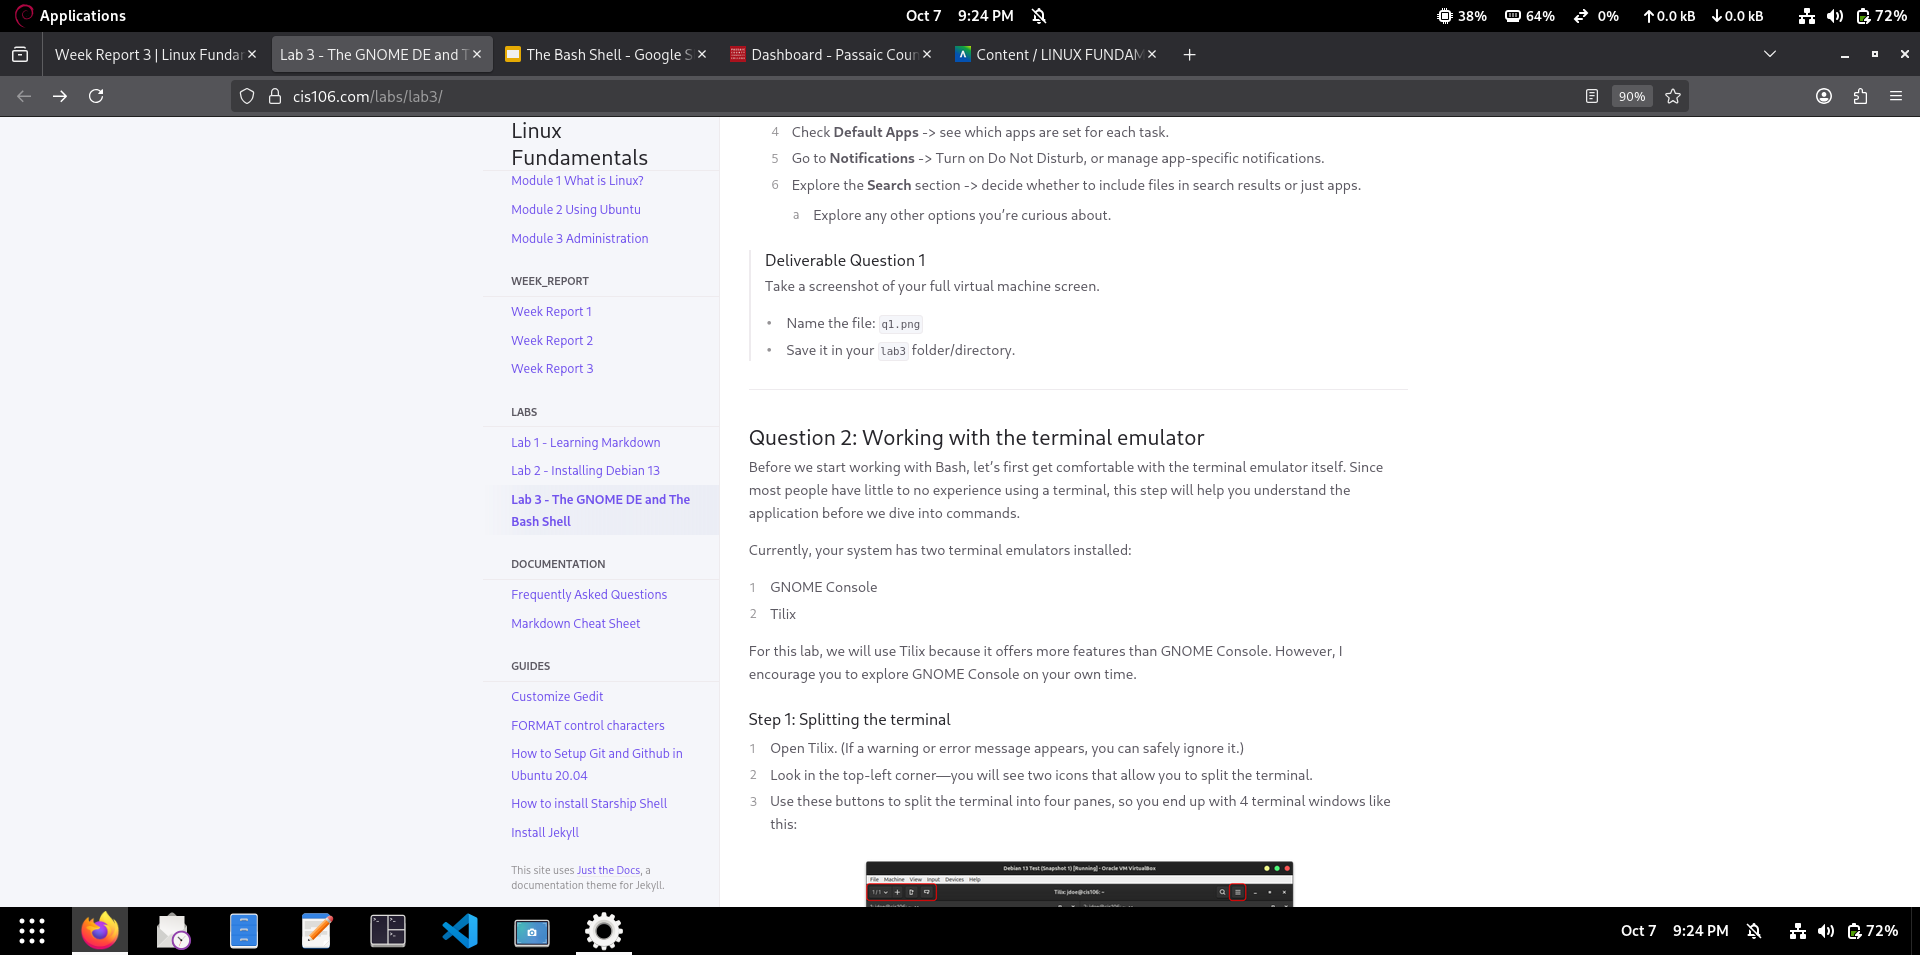 Applications
Oct 7 9:24 PM
38% 64% 0% 0.0 kB 0.0 kB 72%
Week Report 3 | Linux Fundar
Lab 3 - The GNOME DE and T
The Bash Shell - Google S
Dashboard - Passaic Coun
Content / LINUX FUNDAM
cis106.com/labs/lab3/
90%
Linux
Fundamentals
Module 1 What is Linux?
Module 2 Using Ubuntu
Module 3 Administration
WEEK_REPORT
Week Report 1
Week Report 2
Week Report 3
LABS
Lab 1 - Learning Markdown
Lab 2 - Installing Debian 13
Lab 3 - The GNOME DE and The
Bash Shell
DOCUMENTATION
Frequently Asked Questions
Markdown Cheat Sheet
GUIDES
Customize Gedit
FORMAT control characters
How to Setup Git and Github in
Ubuntu 20.04
How to install Starship Shell
Install Jekyll
This site uses Just the Docs, a
documentation theme for Jekyll.
4 Check Default Apps -> see which apps are set for each task.
5 Go to Notifications -> Turn on Do Not Disturb, or manage app-specific notifications.
6 Explore the Search section -> decide whether to include files in search results or just apps.
a Explore any other options you're curious about.
Deliverable Question 1
Take a screenshot of your full virtual machine screen.
• Name the file: q1.png
• Save it in your lab3 folder/directory.
Question 2: Working with the terminal emulator
Before we start working with Bash, let's first get comfortable with the terminal emulator itself. Since
most people have little to no experience using a terminal, this step will help you understand the
application before we dive into commands.
Currently, your system has two terminal emulators installed:
1 GNOME Console
2 Tilix
For this lab, we will use Tilix because it offers more features than GNOME Console. However, I
encourage you to explore GNOME Console on your own time.
Step 1: Splitting the terminal
1 Open Tilix. (If a warning or error message appears, you can safely ignore it.)
2 Look in the top-left corner—you will see two icons that allow you to split the terminal.
3 Use these buttons to split the terminal into four panes, so you end up with 4 terminal windows like
this:
Debian 13 Test (Snapshot 1) [Running] - Oracle VM VirtualBox
File Machine View Input Devices Help
1/1
Tilix: jdoe@cis106: ~
Oct 7 9:24 PM 72%